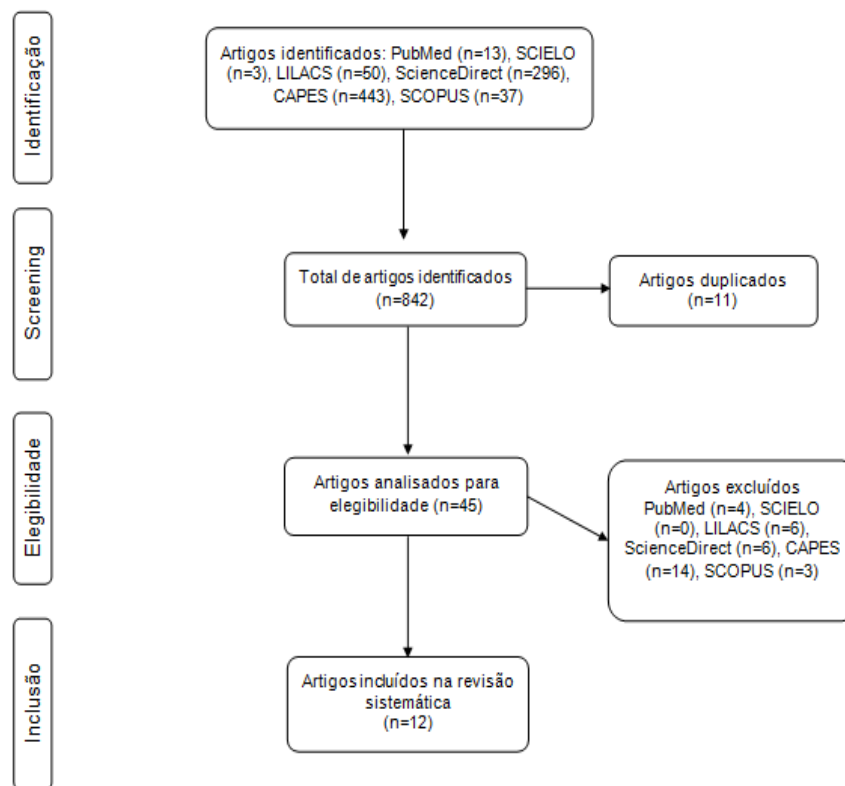 Identificação
Artigos identificados: PubMed (n=13), SCIELO
(n=3), LILACS (n=50), ScienceDirect (n=296),
CAPES (n=443), SCOPUS (n=37)
Screening
Total de artigos identificados
(n=842)
Artigos duplicados
(n=11)
Elegibilidade
Artigos analisados para
elegibilidade (n=45)
Artigos excluídos
PubMed (n=4), SCIELO
(n=0), LILACS (n=6),
ScienceDirect (n=6), CAPES
(n=14), SCOPUS (n=3)
Inclusão
Artigos incluídos na revisão
sistemática
(n=12)